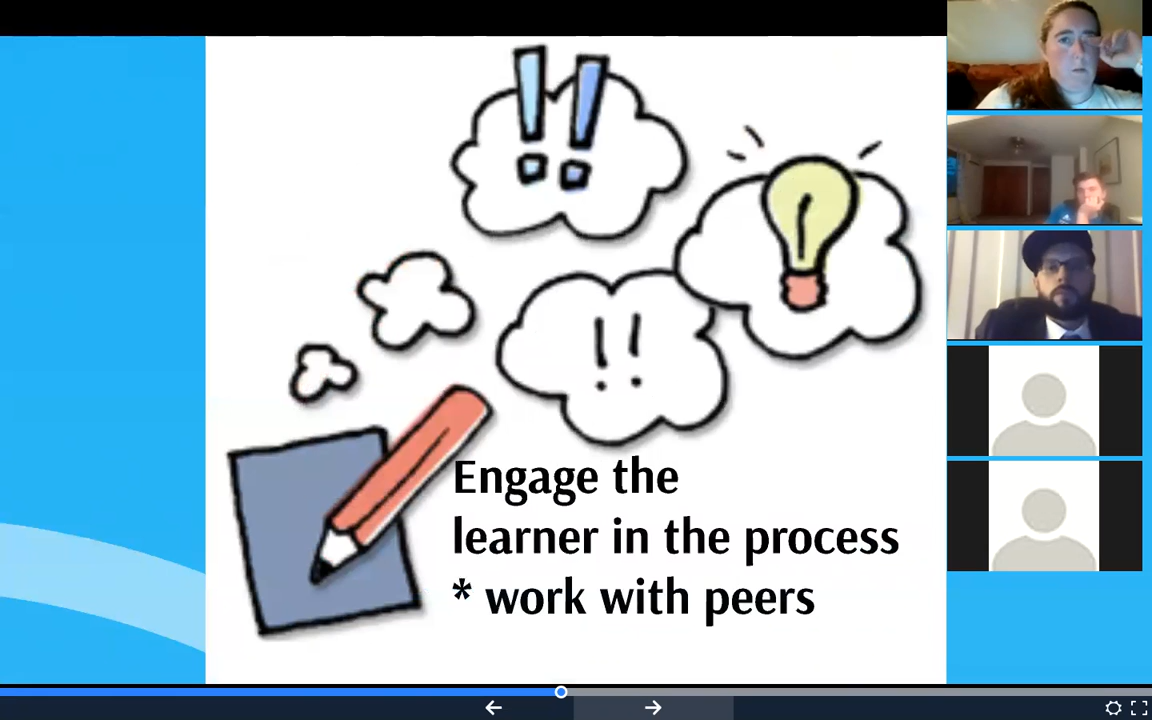 !!
!!
Engage the
learner in the process
* work with peers